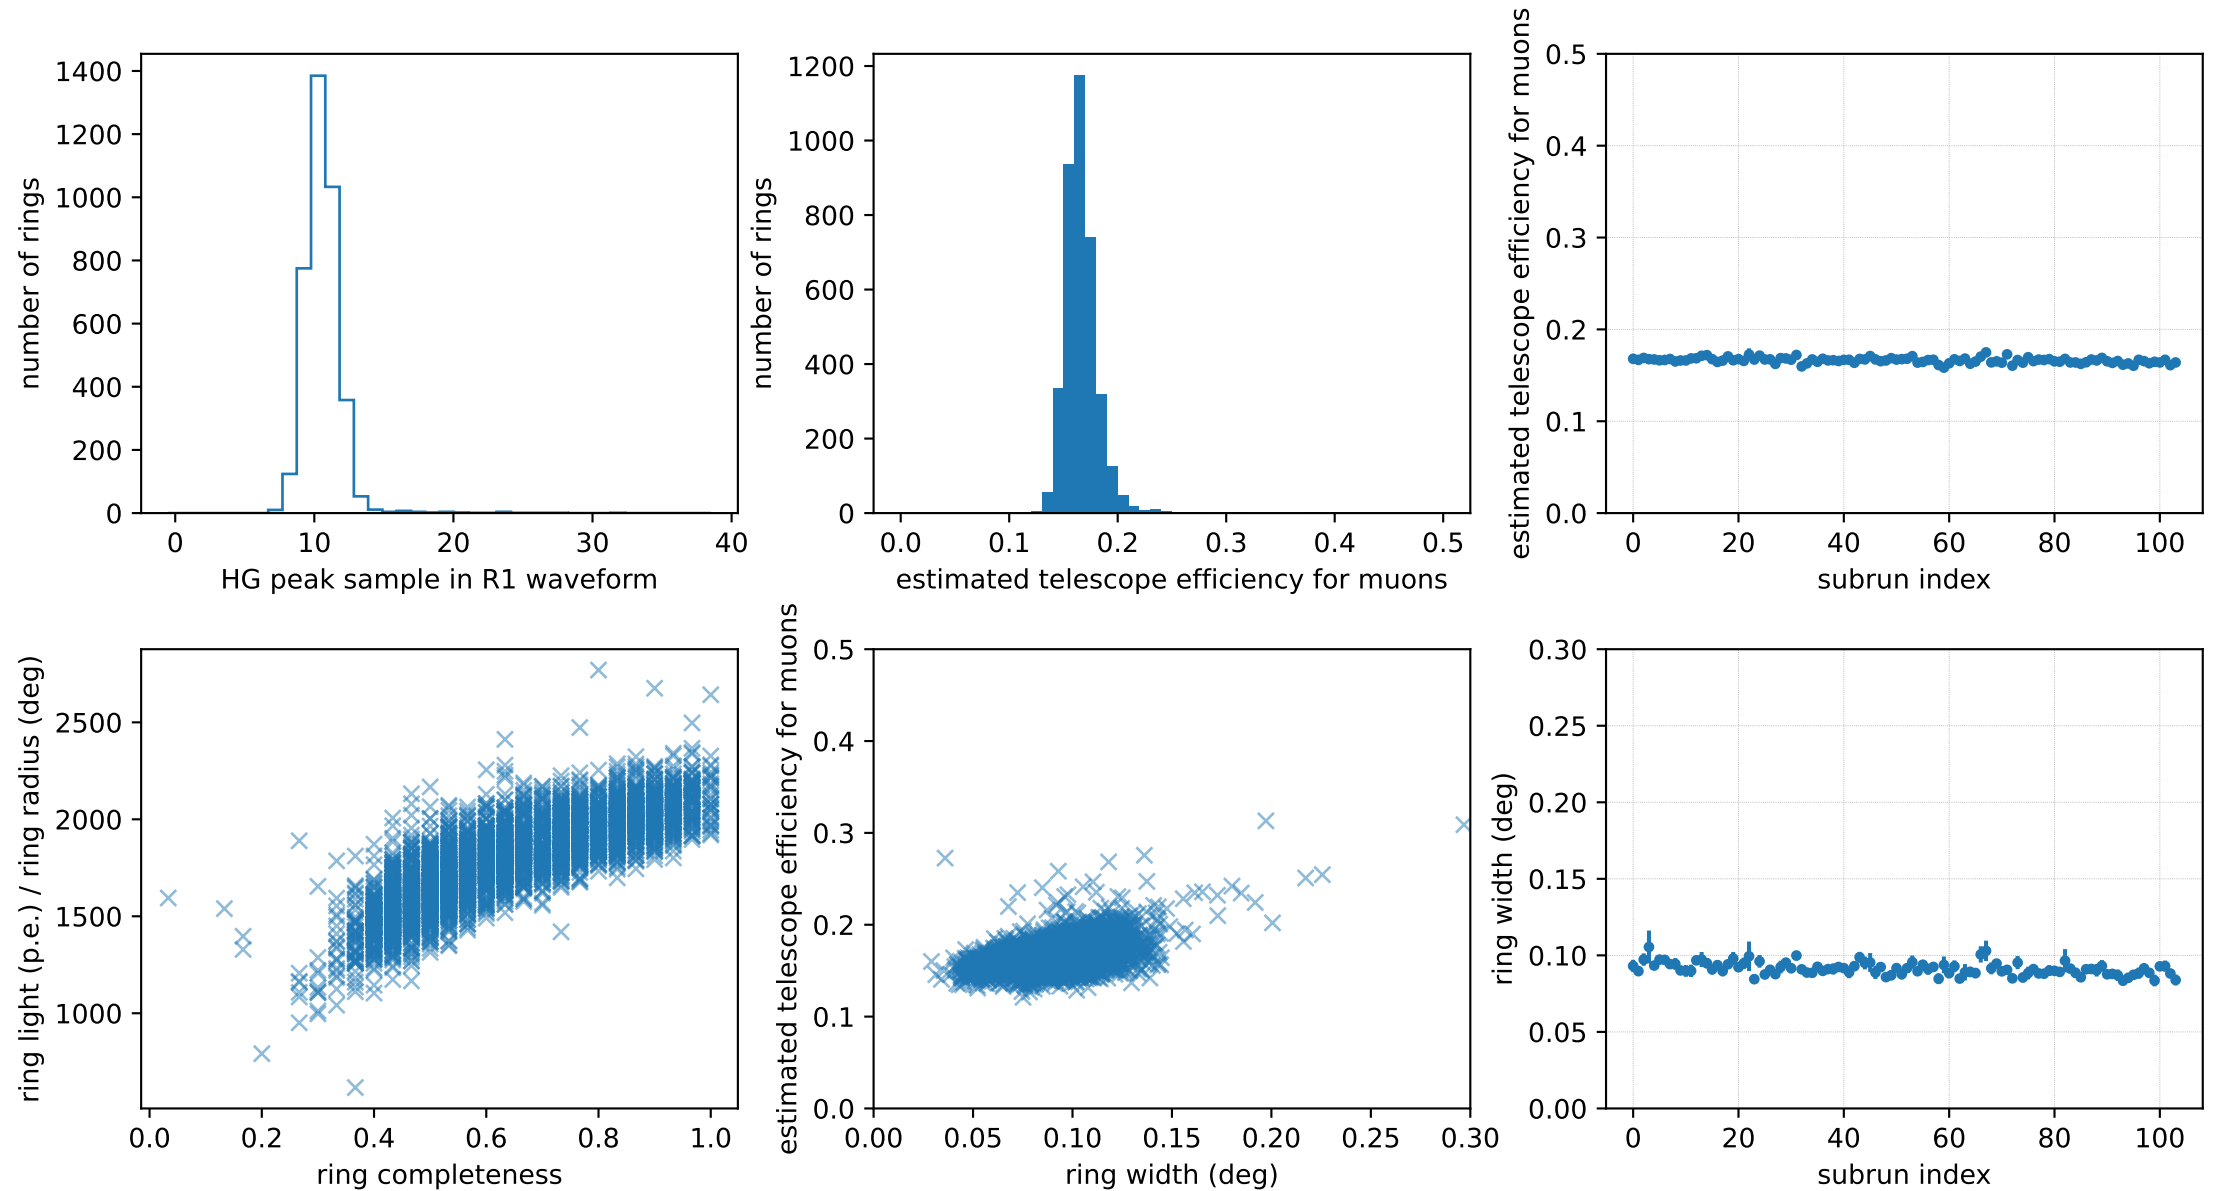 1400
1200
1000
800
600
400
200
0
number of rings
0 10 20 30 40
HG peak sample in R1 waveform
1200
1000
800
600
400
200
0
number of rings
0.0 0.1 0.2 0.3 0.4 0.5
estimated telescope efficiency for muons
0.5
0.4
0.3
0.2
0.1
0.0
estimated telescope efficiency for muons
0 20 40 60 80 100
subrun index
2500
2000
1500
1000
ring light (p.e.) / ring radius (deg)
0.0 0.2 0.4 0.6 0.8 1.0
ring completeness
0.5
0.4
0.3
0.2
0.1
0.0
estimated telescope efficiency for muons
0.00 0.05 0.10 0.15 0.20 0.25 0.30
ring width (deg)
0.30
0.25
0.20
0.15
0.10
0.05
0.00
ring width (deg)
0 20 40 60 80 100
subrun index